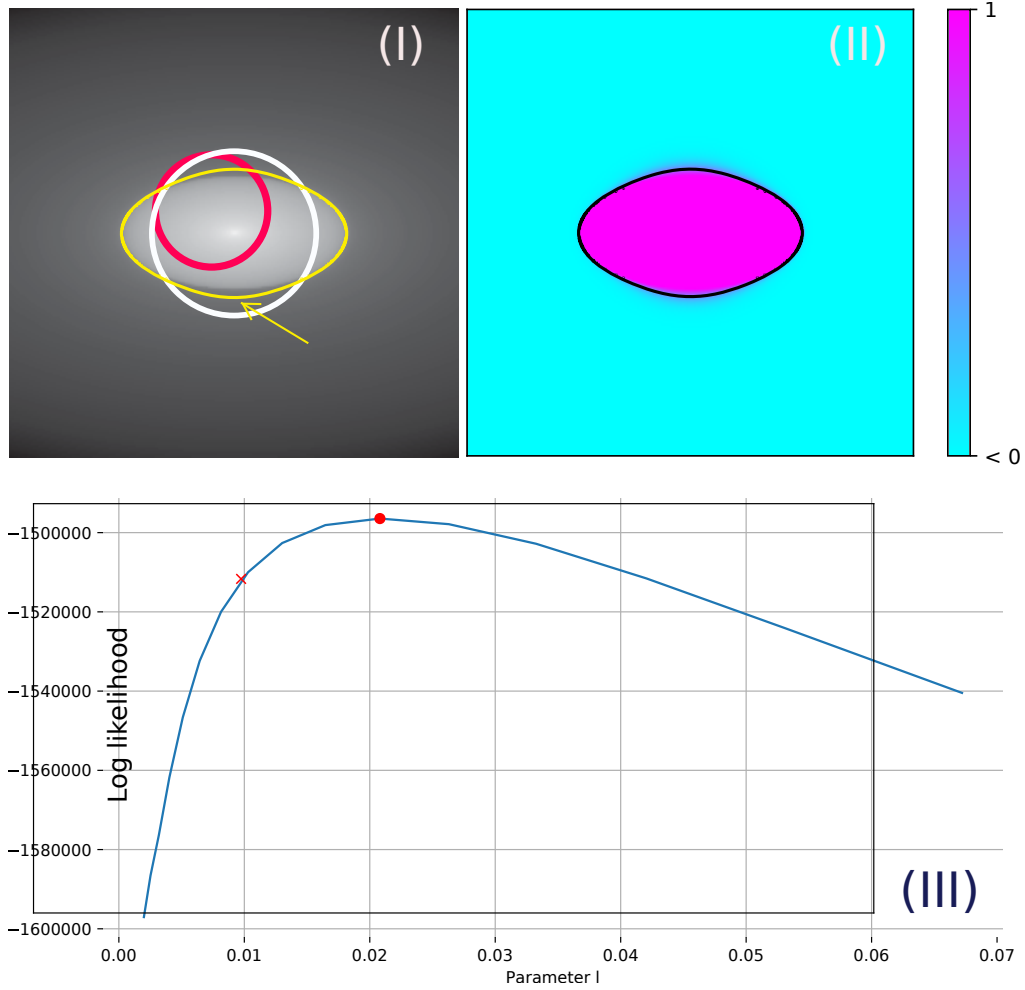 (I)
(II)
1
< 0
−1500000
−1520000
−1540000
−1560000
−1580000
−1600000
Log likelihood
(III)
0.00 0.01 0.02 0.03 0.04 0.05 0.06 0.07
Parameter l